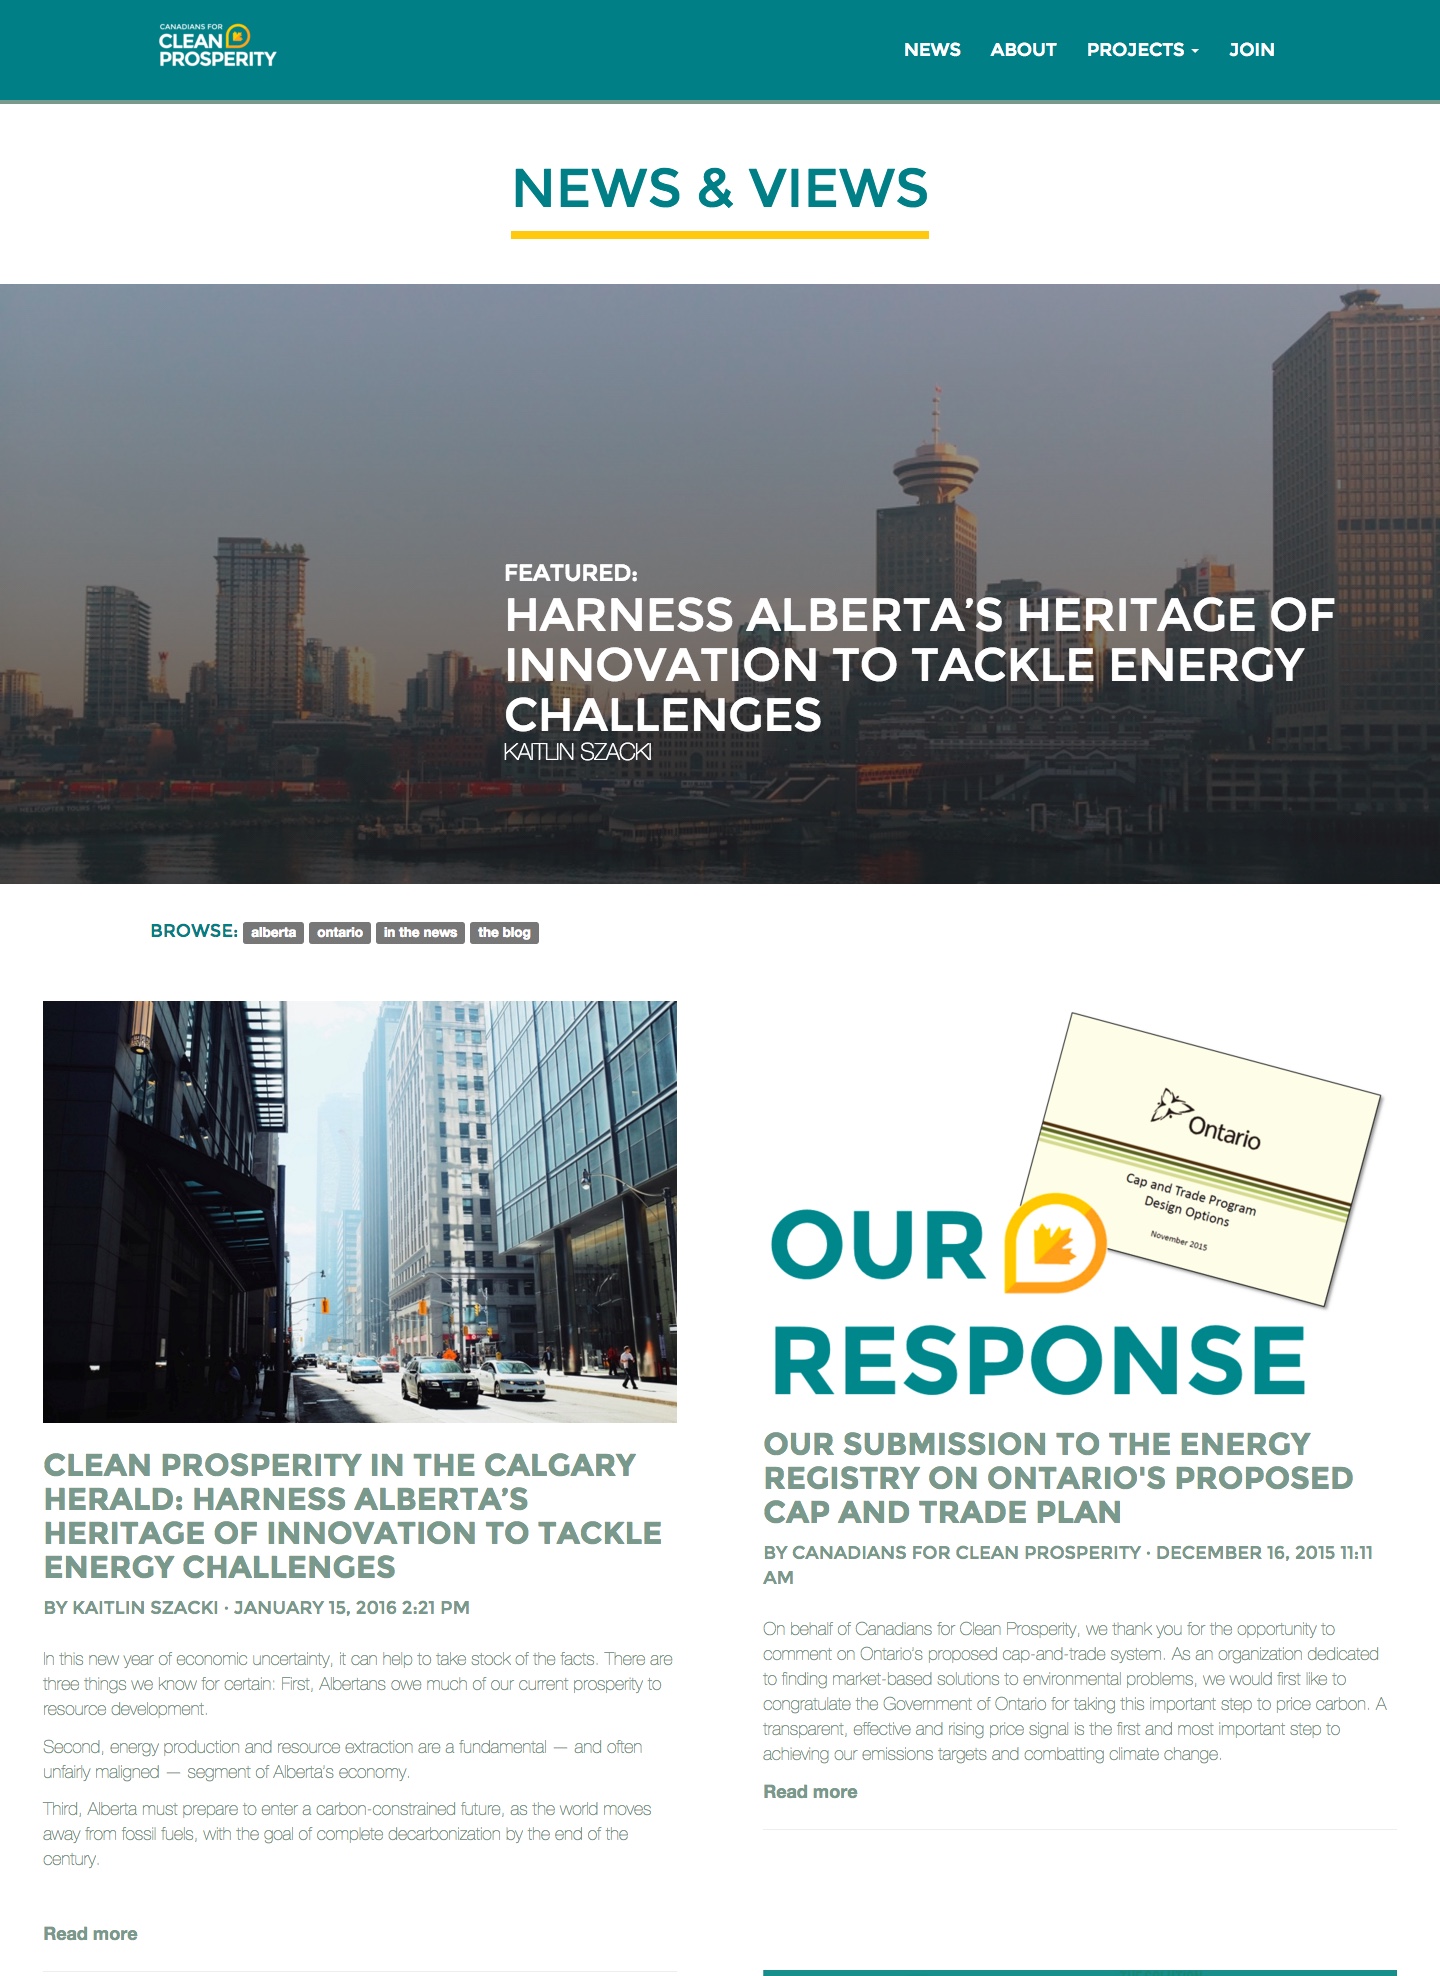 CANADIANS FOR
CLEAN
PROSPERITY
NEWS ABOUT PROJECTS JOIN
NEWS & VIEWS
FEATURED:
HARNESS ALBERTA’S HERITAGE OF
INNOVATION TO TACKLE ENERGY
CHALLENGES
KAITLIN SZACKI
HELICOPTER TOURS
BROWSE: alberta ontario in the news the blog
CLEAN PROSPERITY IN THE CALGARY
HERALD: HARNESS ALBERTA’S
HERITAGE OF INNOVATION TO TACKLE
ENERGY CHALLENGES
BY KAITLIN SZACKI · JANUARY 15, 2016 2:21 PM
In this new year of economic uncertainty, it can help to take stock of the facts. There are
three things we know for certain: First, Albertans owe much of our current prosperity to
resource development.
Second, energy production and resource extraction are a fundamental — and often
unfairly maligned — segment of Alberta’s economy.
Third, Alberta must prepare to enter a carbon-constrained future, as the world moves
away from fossil fuels, with the goal of complete decarbonization by the end of the
century.
Read more
Ontario
Cap and Trade Program
Design Options
November 2015
OUR
RESPONSE
OUR SUBMISSION TO THE ENERGY
REGISTRY ON ONTARIO'S PROPOSED
CAP AND TRADE PLAN
BY CANADIANS FOR CLEAN PROSPERITY · DECEMBER 16, 2015 11:11
AM
On behalf of Canadians for Clean Prosperity, we thank you for the opportunity to
comment on Ontario’s proposed cap-and-trade system. As an organization dedicated
to finding market-based solutions to environmental problems, we would first like to
congratulate the Government of Ontario for taking this important step to price carbon. A
transparent, effective and rising price signal is the first and most important step to
achieving our emissions targets and combatting climate change.
Read more